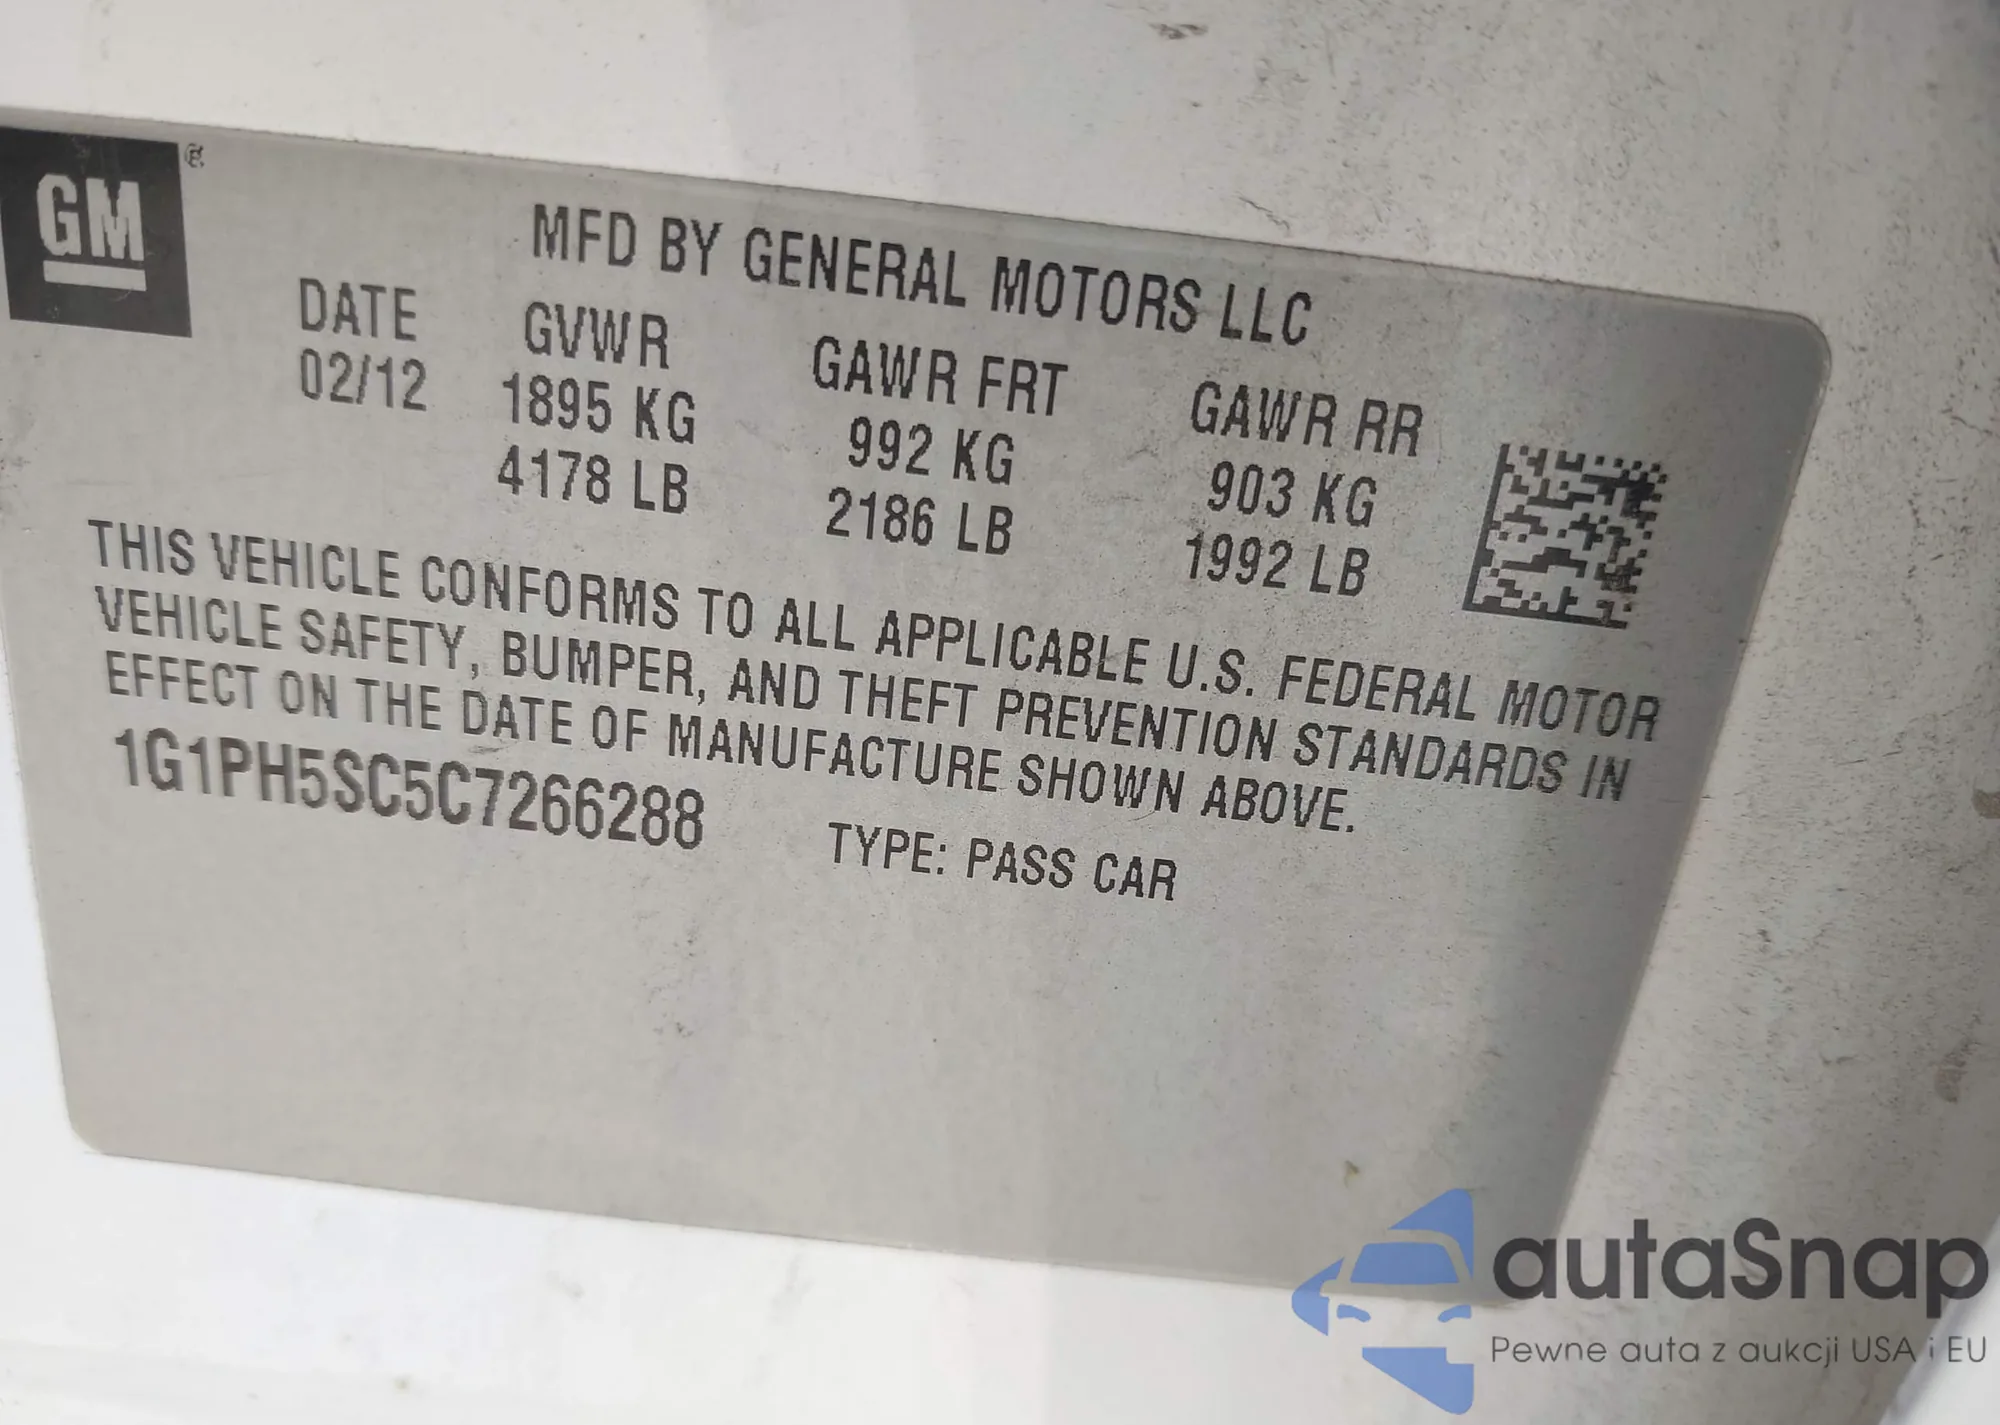 GM ®
MFD BY GENERAL MOTORS LLC
DATE GVWR GAWR FRT GAWR RR
02/12 1895 KG 992 KG 903 KG
4178 LB 2186 LB 1992 LB
THIS VEHICLE CONFORMS TO ALL APPLICABLE U.S. FEDERAL MOTOR
VEHICLE SAFETY, BUMPER, AND THEFT PREVENTION STANDARDS IN
EFFECT ON THE DATE OF MANUFACTURE SHOWN ABOVE.
1G1PH5SC5C7266288 TYPE: PASS CAR
autaSnap
Pewne auta z aukcji USA i EU